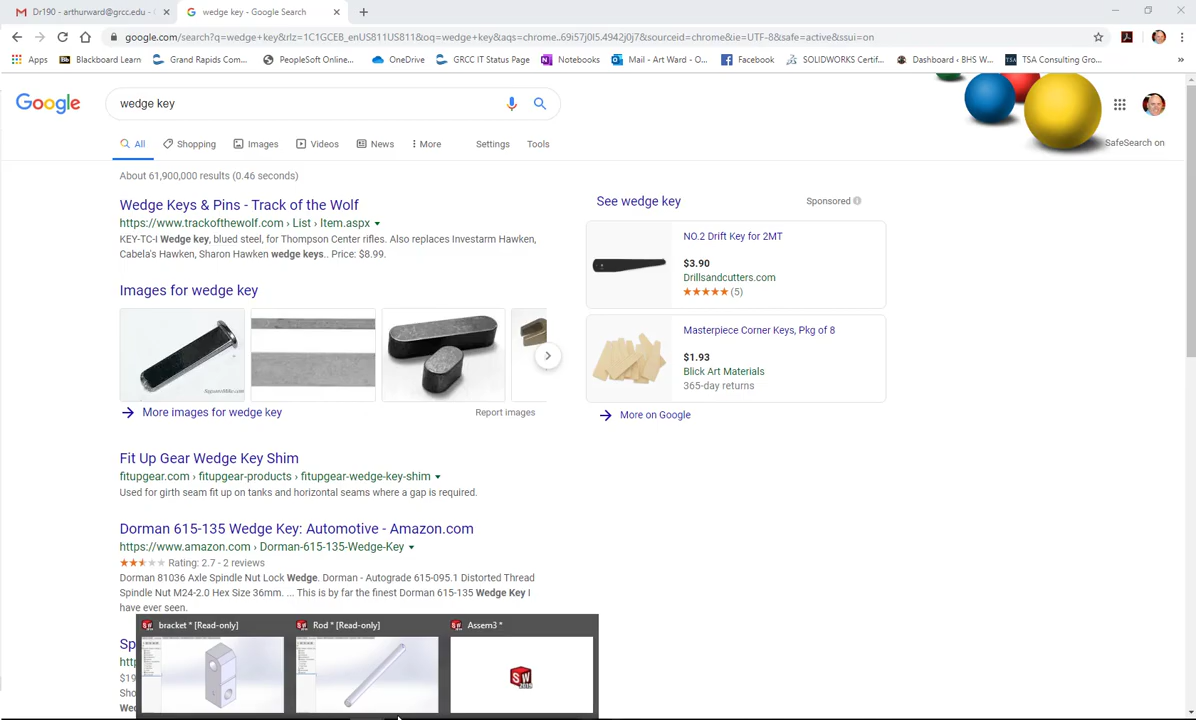 Dr190 - arthurward@grcc.edu -
wedge key - Google Search
google.com/search?q=wedge+key&rlz=1C1GCEB_enUS811US811&oq=wedge+key&aqs=chrome..69i57j0l5.4942j0j7&sourceid=chrome&ie=UTF-8&safe=active&ssui=on
Apps Blackboard Learn Grand Rapids Com... PeopleSoft Online... OneDrive GRCC IT Status Page Notebooks Mail - Art Ward - O... Facebook SOLIDWORKS Certif... Dashboard ‹ BHS W... TSA TSA Consulting Gro...
Google wedge key
SafeSearch on
All Shopping Images Videos News More Settings Tools
About 61,900,000 results (0.46 seconds)
Wedge Keys & Pins - Track of the Wolf
https://www.trackofthewolf.com › List › Item.aspx
KEY-TC-I Wedge key, blued steel, for Thompson Center rifles. Also replaces Investarm Hawken,
Cabela's Hawken, Sharon Hawken wedge keys.. Price: $8.99.
See wedge key Sponsored
NO.2 Drift Key for 2MT
$3.90
Drillsandcutters.com
(5)
Masterpiece Corner Keys, Pkg of 8
$1.93
Blick Art Materials
365-day returns
More on Google
Images for wedge key
More images for wedge key Report images
Fit Up Gear Wedge Key Shim
fitupgear.com › fitupgear-products › fitupgear-wedge-key-shim
Used for girth seam fit up on tanks and horizontal seams where a gap is required.
Dorman 615-135 Wedge Key: Automotive - Amazon.com
https://www.amazon.com › Dorman-615-135-Wedge-Key
Rating: 2.7 - 2 reviews
Dorman 81036 Axle Spindle Nut Lock Wedge. Dorman - Autograde 615-095.1 Distorted Thread
Spindle Nut M24-2.0 Hex Size 36mm. ... This is by far the finest Dorman 615-135 Wedge Key I
have ever seen.
bracket * [Read-only] Rod * [Read-only] Assem3 *